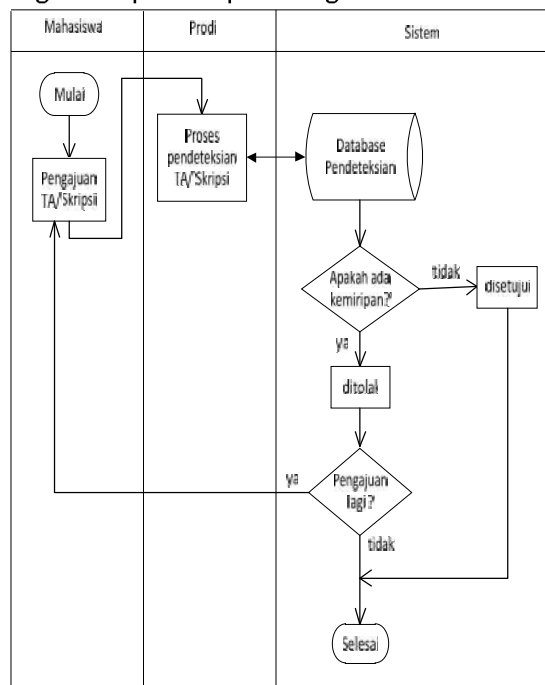 Mahasiswa
Prodi
Sistem
Mulai
Pengajuan
TA/Skripsi
Proses
pendeteksian
TA/Skripsi
Database
Pendeteksian
Apakah ada
kemiripan?
tidak
disetujui
ya
ditolak
Pengajuan
lagi?
ya
tidak
Selesai